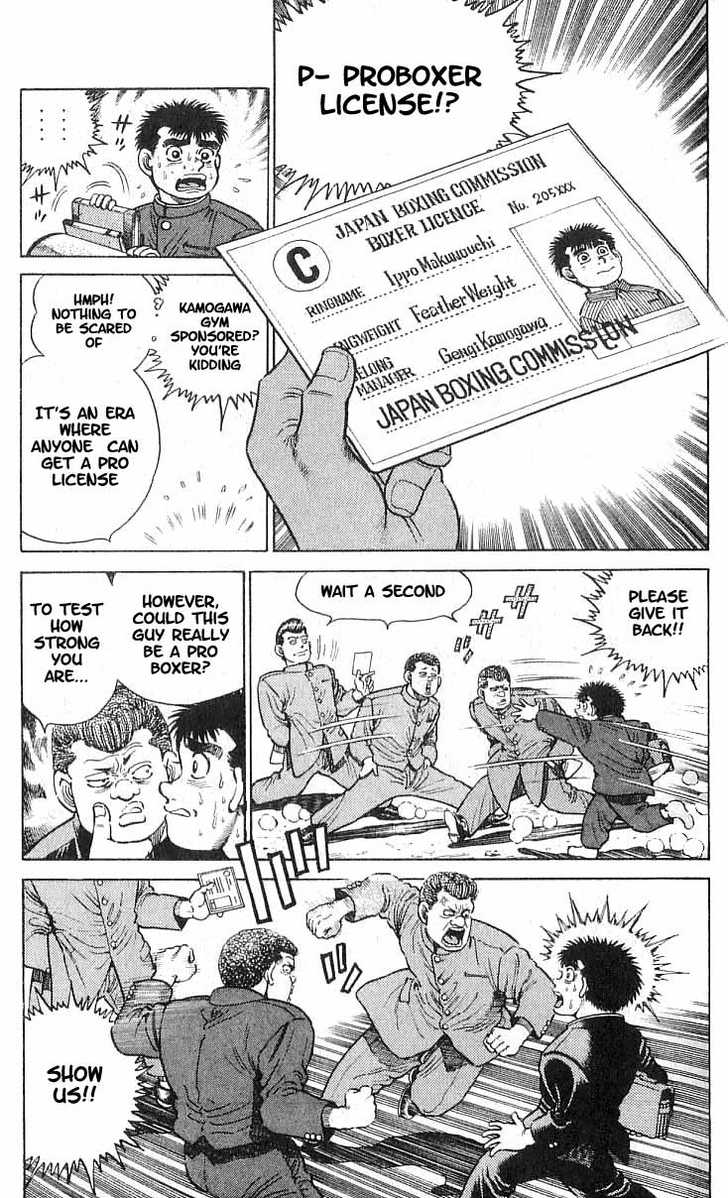 P- PROBOXER
LICENSE!?
JAPAN BOXING COMMISSION
BOXER LICENCE
No. 205xxx
C
RINGNAME Ippo Makunouchi
NGWEIGHT Feather Weight
ELONG
MANAGER Gengi Kamogawa
JAPAN BOXING COMMISSION
KAMOGAWA
GYM
SPONSORED?
YOU'RE
KIDDING
HMPH!
NOTHING TO
BE SCARED
OF
IT'S AN ERA
WHERE
ANYONE CAN
GET A PRO
LICENSE
PLEASE
GIVE IT
BACK!!
WAIT A SECOND
HOWEVER,
COULD THIS
GUY REALLY
BE A PRO
BOXER?
TO TEST
HOW
STRONG
YOU
ARE...
SHOW
US!!